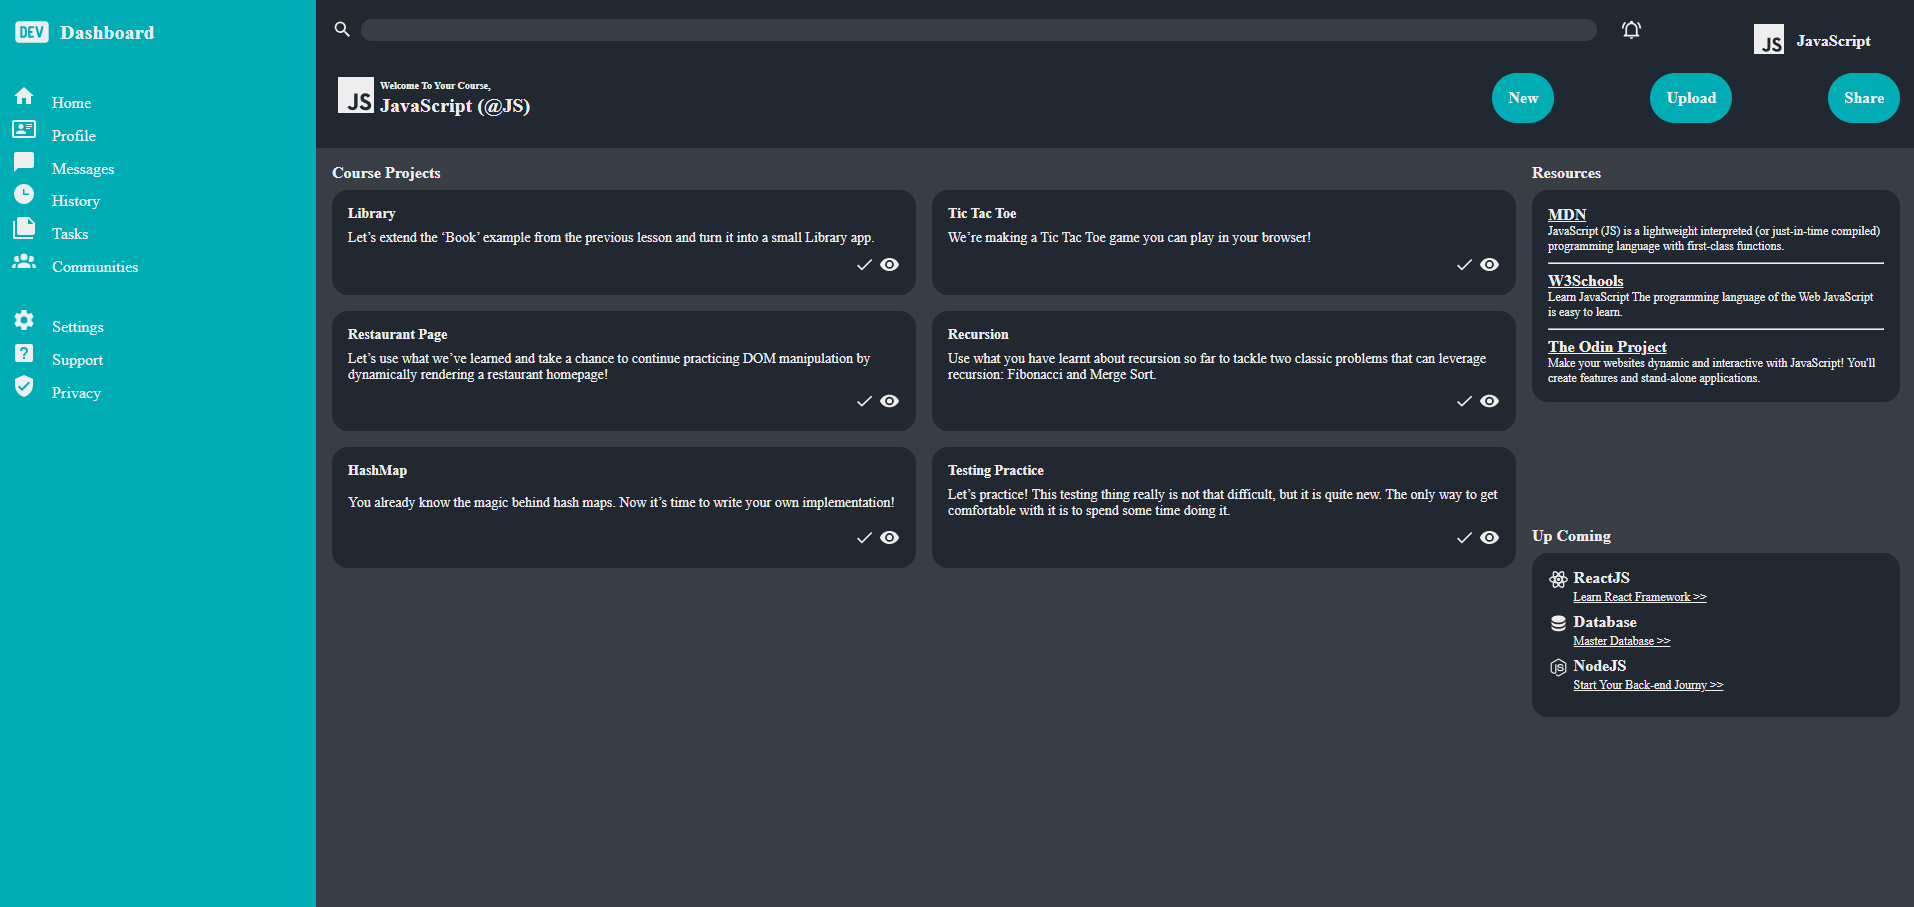 DEV Dashboard
Home
Profile
Messages
History
Tasks
Communities
Settings
Support
Privacy
JS JavaScript
JS
Welcome To Your Course,
JavaScript (@JS)
New
Upload
Share
Course Projects
Library
Let’s extend the ‘Book’ example from the previous lesson and turn it into a small Library app.
Tic Tac Toe
We’re making a Tic Tac Toe game you can play in your browser!
Restaurant Page
Let’s use what we’ve learned and take a chance to continue practicing DOM manipulation by
dynamically rendering a restaurant homepage!
Recursion
Use what you have learnt about recursion so far to tackle two classic problems that can leverage
recursion: Fibonacci and Merge Sort.
HashMap
You already know the magic behind hash maps. Now it’s time to write your own implementation!
Testing Practice
Let’s practice! This testing thing really is not that difficult, but it is quite new. The only way to get
comfortable with it is to spend some time doing it.
Resources
MDN
JavaScript (JS) is a lightweight interpreted (or just-in-time compiled)
programming language with first-class functions.
W3Schools
Learn JavaScript The programming language of the Web JavaScript
is easy to learn.
The Odin Project
Make your websites dynamic and interactive with JavaScript! You'll
create features and stand-alone applications.
Up Coming
ReactJS
Learn React Framework >>
Database
Master Database >>
JS NodeJS
Start Your Back-end Journy >>